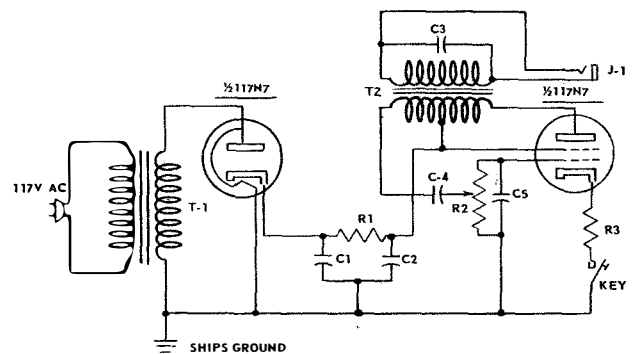 C3
J-1
½117N7
T2
½117N7
117V AC
T-1
C-4
R2
C5
R1
R3
C1
C2
KEY
SHIPS GROUND